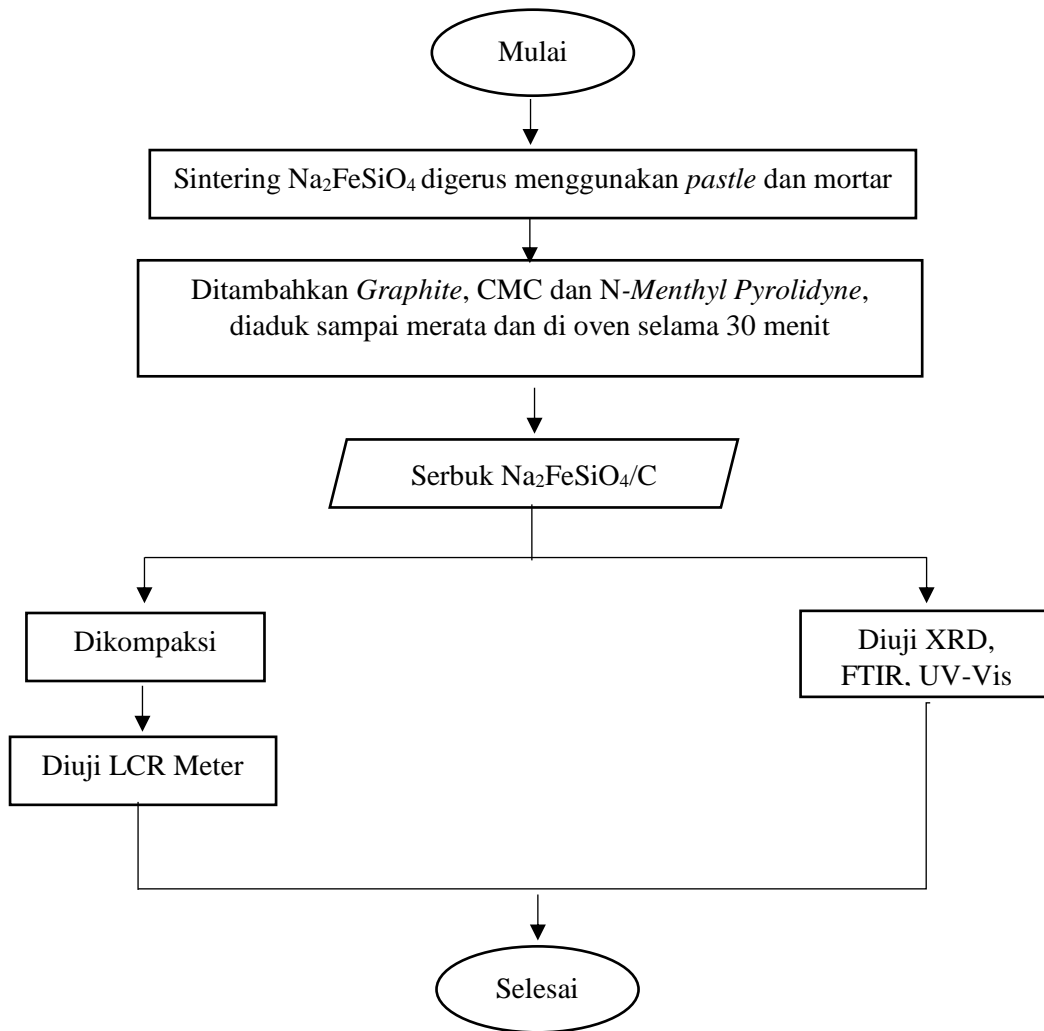 Mulai
Sintering Na₂FeSiO₄ digerus menggunakan pastle dan mortar
Ditambahkan Graphite, CMC dan N-Menthyl Pyrolidyne,
diaduk sampai merata dan di oven selama 30 menit
Serbuk Na₂FeSiO₄/C
Dikompaksi
Diuji XRD,
FTIR, UV-Vis
Diuji LCR Meter
Selesai